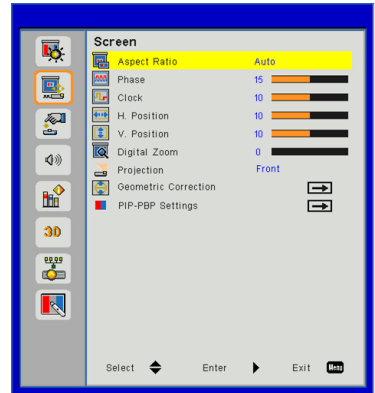 Screen
Aspect Ratio Auto
Phase 15
Clock 10
H. Position 10
V. Position 10
Digital Zoom 0
Projection Front
Geometric Correction
PIP-PBP Settings
3D
Select Enter Exit Menu